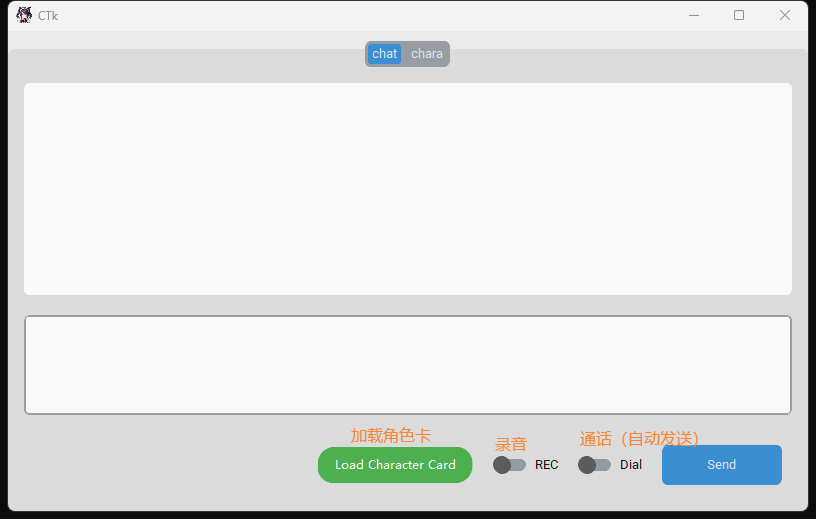 CTk
chat chara
加载角色卡
录音
通话（自动发送）
Load Character Card
REC
Dial
Send